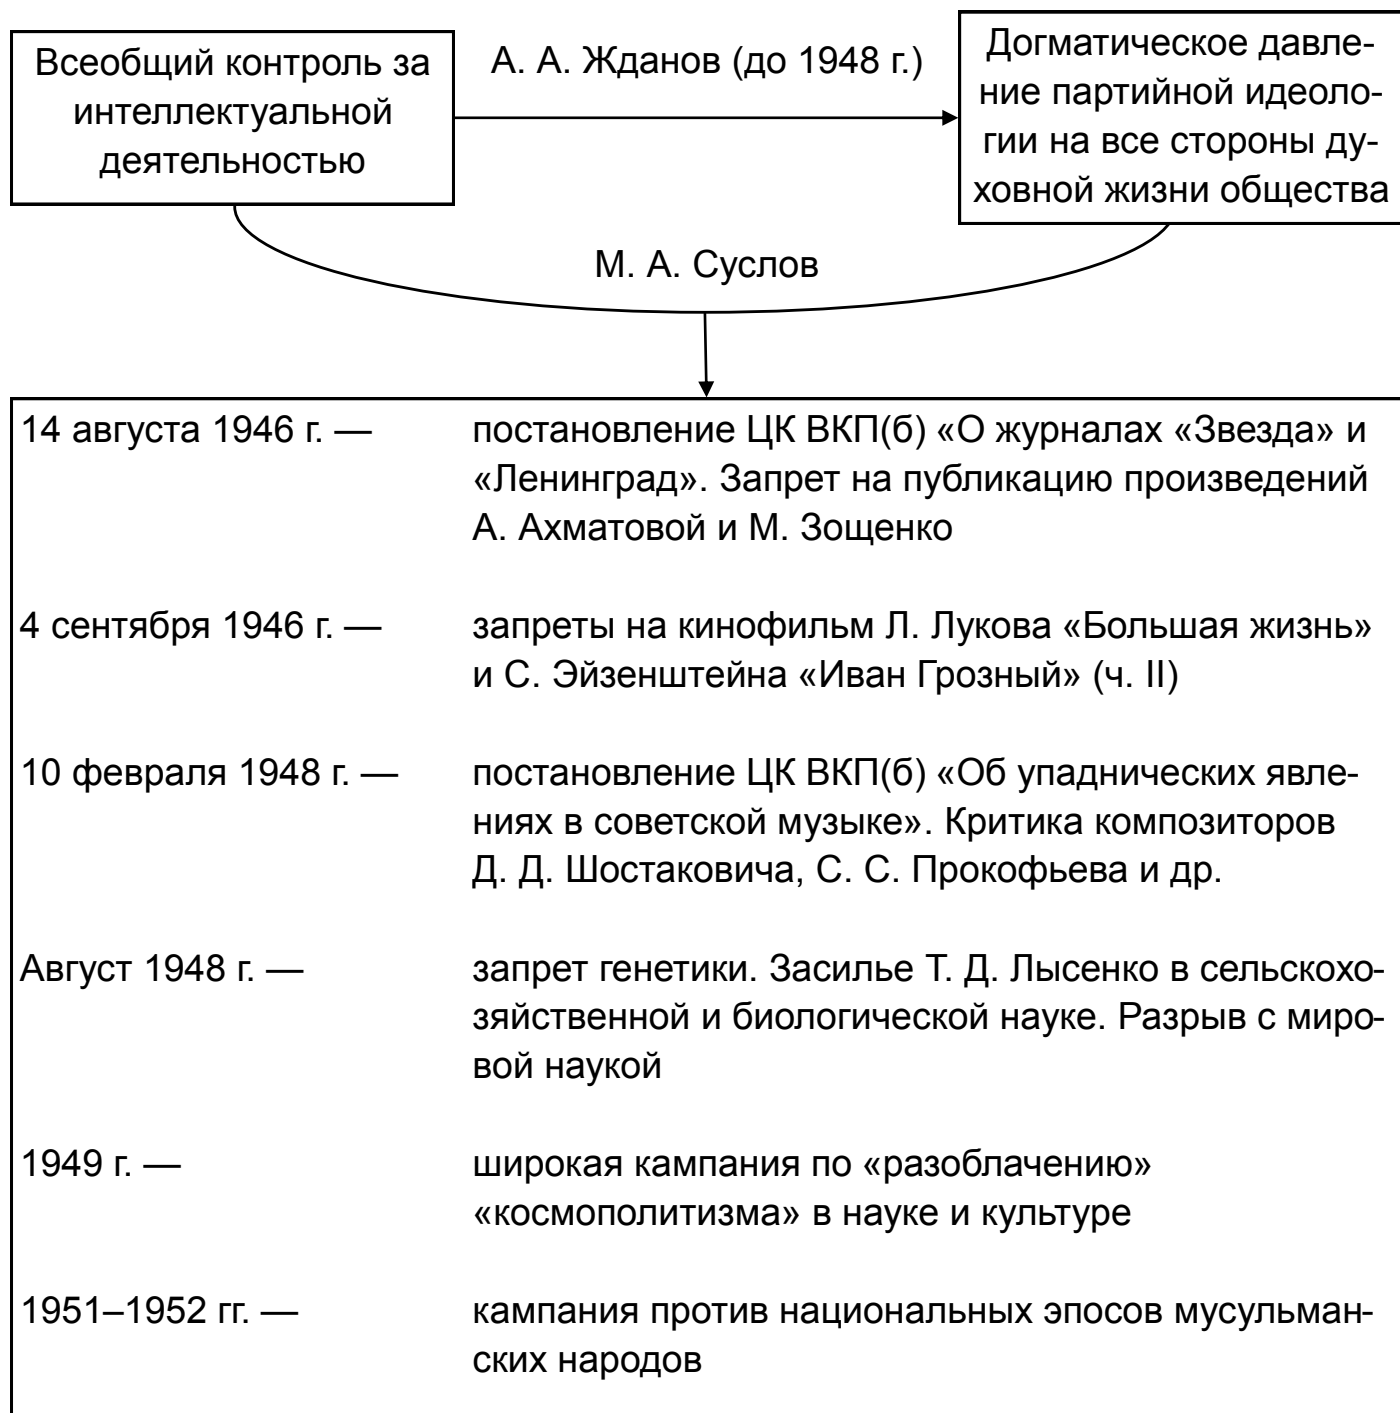 Всеобщий контроль за
интеллектуальной
деятельностью
А. А. Жданов (до 1948 г.)
Догматическое давле-
ние партийной идеоло-
гии на все стороны ду-
ховной жизни общества
М. А. Суслов
14 августа 1946 г. — постановление ЦК ВКП(б) «О журналах «Звезда» и
«Ленинград». Запрет на публикацию произведений
А. Ахматовой и М. Зощенко
4 сентября 1946 г. — запреты на кинофильм Л. Лукова «Большая жизнь»
и С. Эйзенштейна «Иван Грозный» (ч. II)
10 февраля 1948 г. — постановление ЦК ВКП(б) «Об упаднических явле-
ниях в советской музыке». Критика композиторов
Д. Д. Шостаковича, С. С. Прокофьева и др.
Август 1948 г. — запрет генетики. Засилье Т. Д. Лысенко в сельскохо-
зяйственной и биологической науке. Разрыв с миро-
вой наукой
1949 г. — широкая кампания по «разоблачению»
«космополитизма» в науке и культуре
1951–1952 гг. — кампания против национальных эпосов мусульман-
ских народов